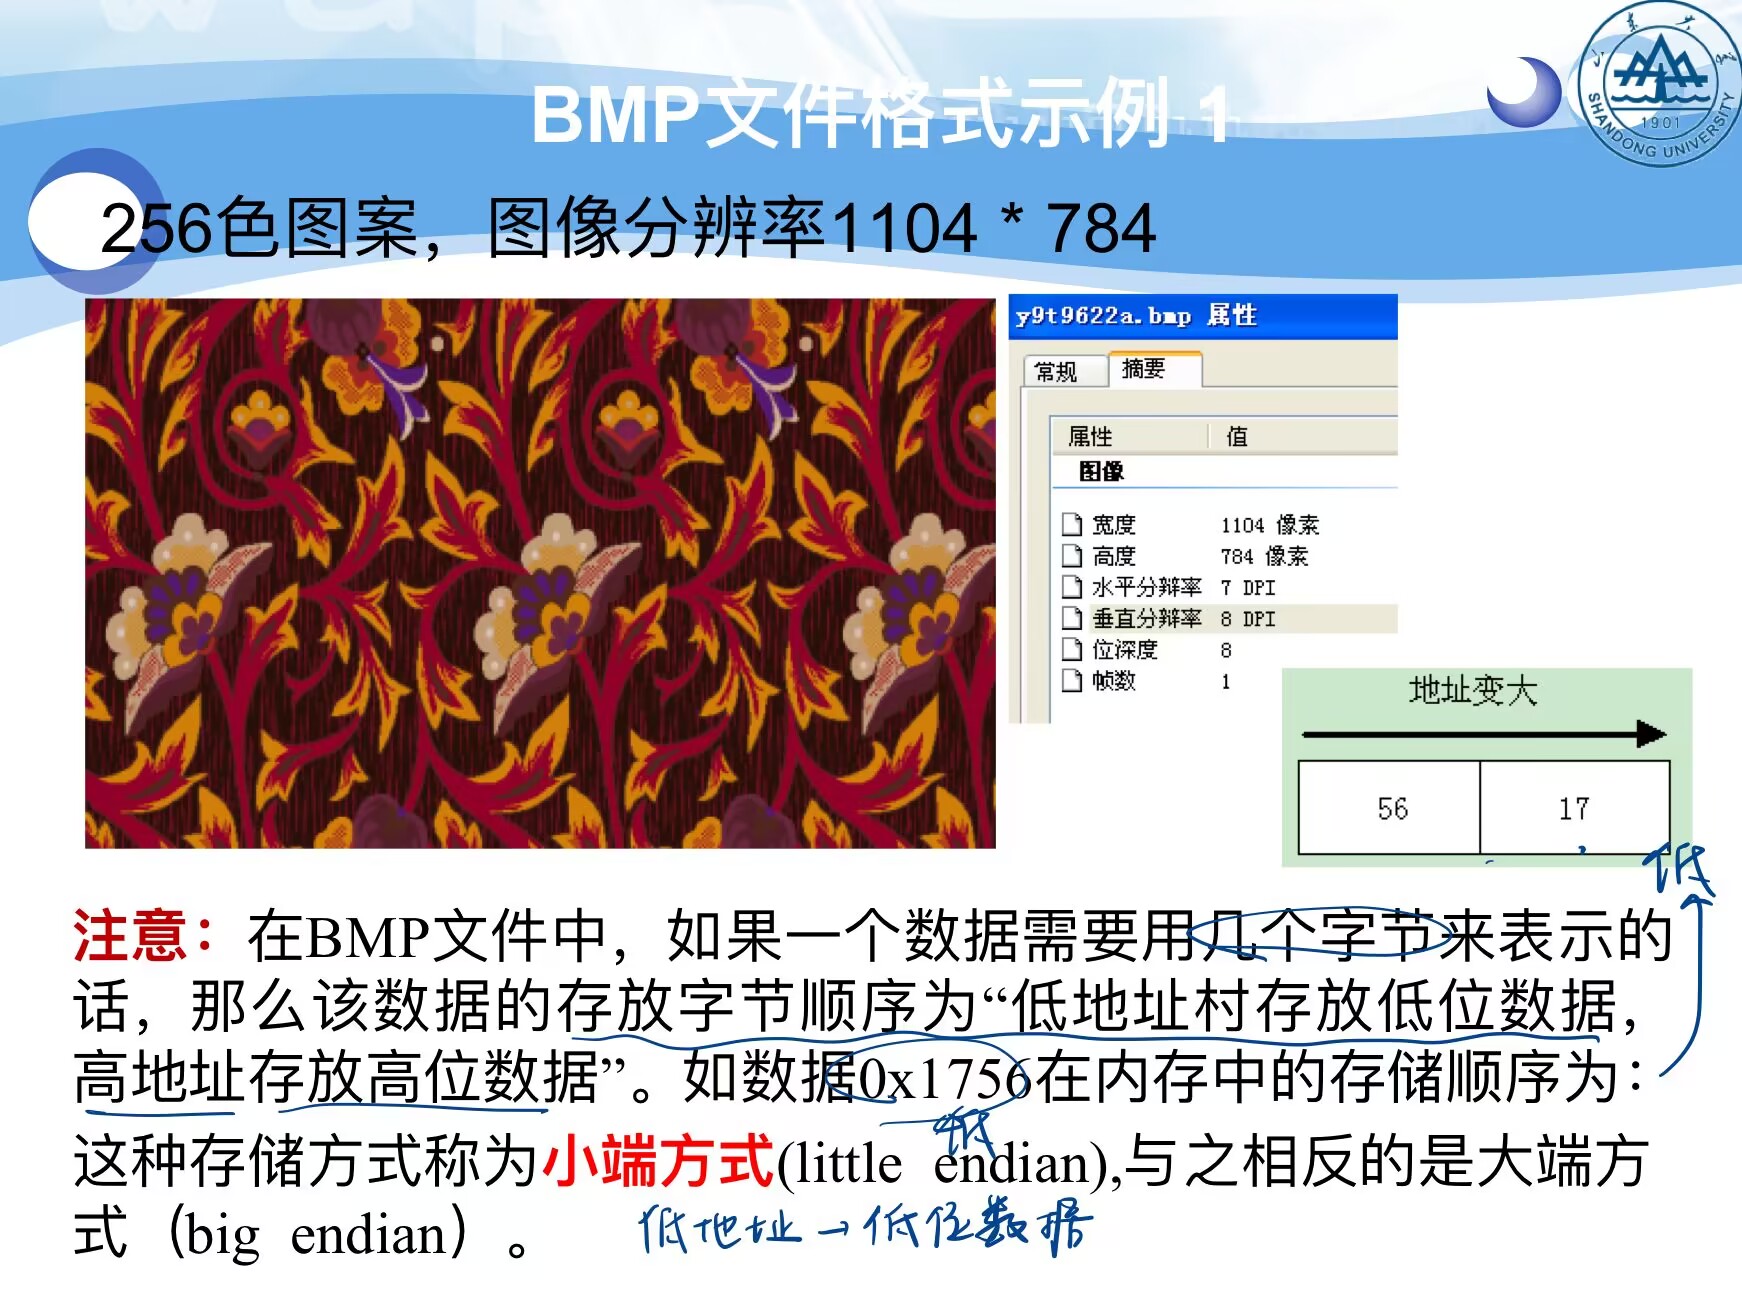 BMP文件格式示例 1
SHANDONG UNIVERSITY
1901
256色图案，图像分辨率1104 * 784
y9t9622a.bmp 属性
常规 摘要
属性 值
图像
宽度 1104 像素
高度 784 像素
水平分辩率 7 DPI
垂直分辩率 8 DPI
位深度 8
帧数 1
地址变大
56 17
低
注意：在BMP文件中，如果一个数据需要用几个字节来表示的
话，那么该数据的存放字节顺序为“低地址村存放低位数据，
高地址存放高位数据”。如数据0x1756在内存中的存储顺序为：
低
这种存储方式称为小端方式(little endian),与之相反的是大端方
式（big endian）。
低地址→低位数据